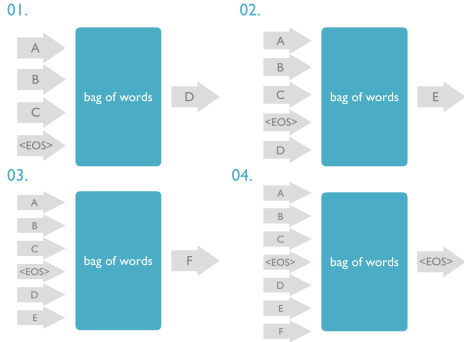 01.
A
B
C
<EOS>
bag of words
D
02.
A
B
C
<EOS>
D
bag of words
E
03.
A
B
C
<EOS>
D
E
bag of words
F
04.
A
B
C
<EOS>
D
E
F
bag of words
<EOS>